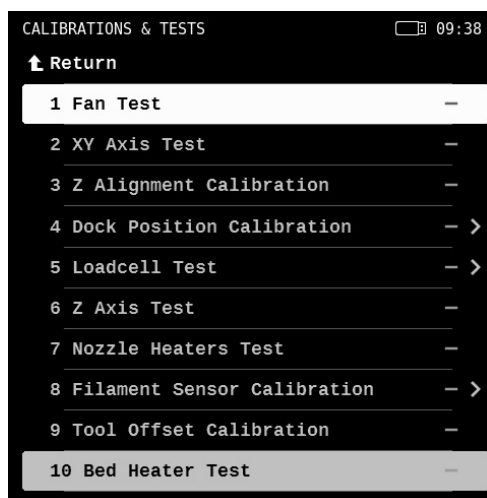 CALIBRATIONS & TESTS 09:38
Return
1 Fan Test –
2 XY Axis Test –
3 Z Alignment Calibration –
4 Dock Position Calibration – >
5 Loadcell Test – >
6 Z Axis Test –
7 Nozzle Heaters Test –
8 Filament Sensor Calibration – >
9 Tool Offset Calibration –
10 Bed Heater Test –